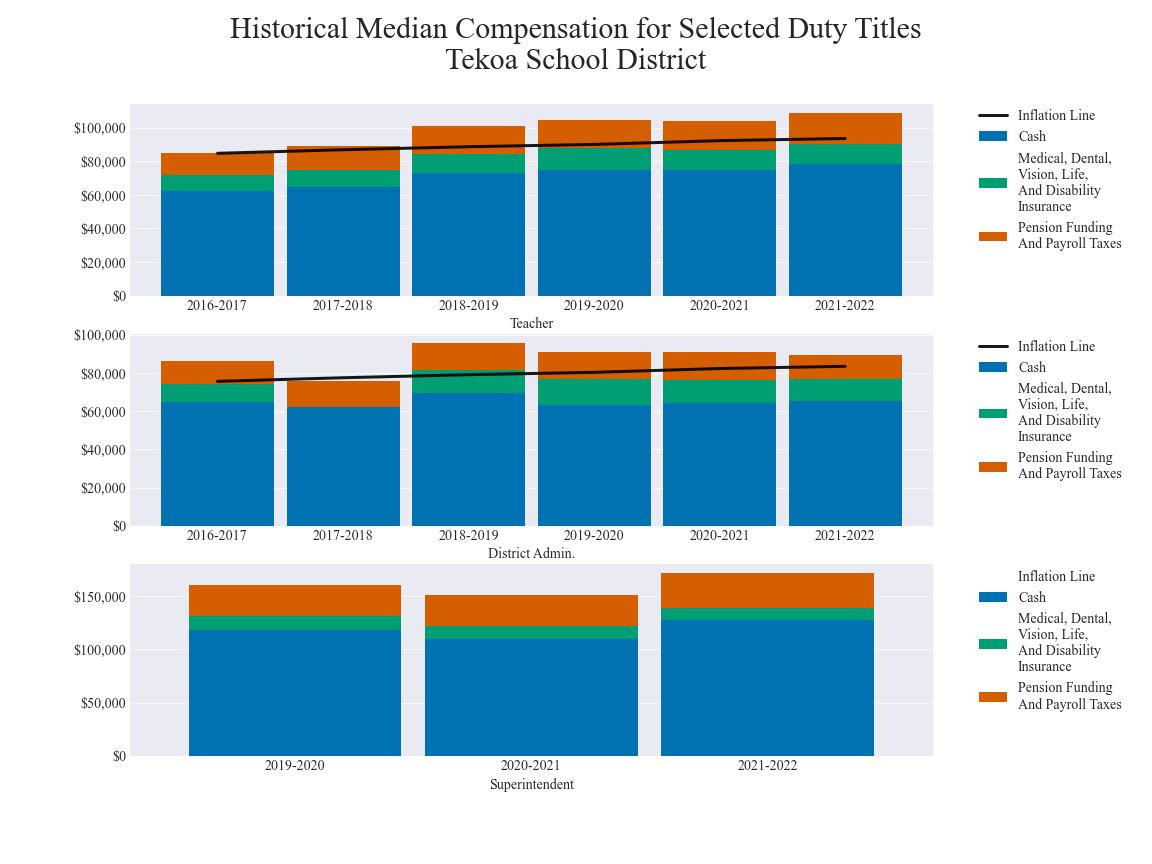 Historical Median Compensation for Selected Duty Titles
Tekoa School District
$100,000
$80,000
$60,000
$40,000
$20,000
$0
2016-2017 2017-2018 2018-2019 2019-2020 2020-2021 2021-2022
Teacher
Inflation Line
Cash
Medical, Dental,
Vision, Life,
And Disability
Insurance
Pension Funding
And Payroll Taxes
$100,000
$80,000
$60,000
$40,000
$20,000
$0
2016-2017 2017-2018 2018-2019 2019-2020 2020-2021 2021-2022
District Admin.
Inflation Line
Cash
Medical, Dental,
Vision, Life,
And Disability
Insurance
Pension Funding
And Payroll Taxes
$150,000
$100,000
$50,000
$0
2019-2020 2020-2021 2021-2022
Superintendent
Inflation Line
Cash
Medical, Dental,
Vision, Life,
And Disability
Insurance
Pension Funding
And Payroll Taxes